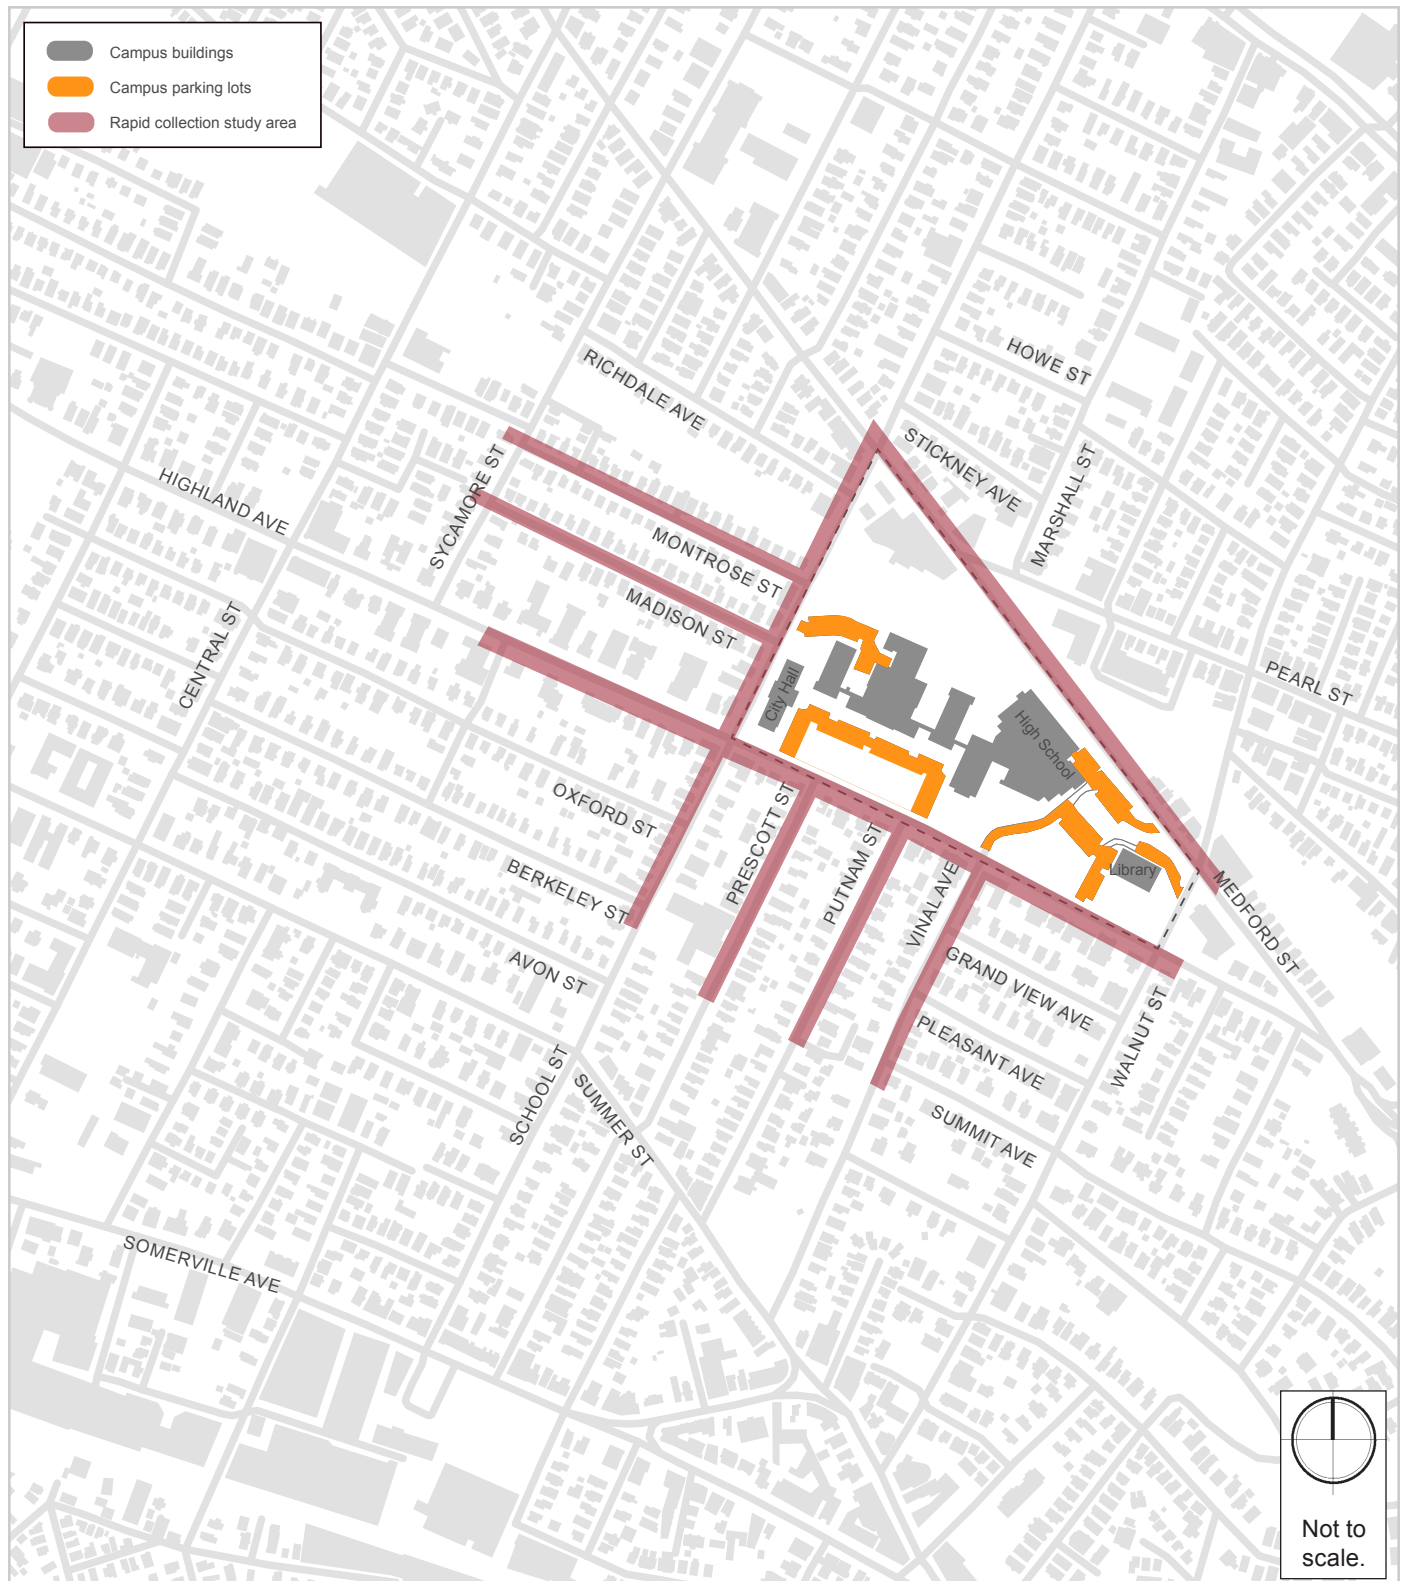 Campus buildings
Campus parking lots
Rapid collection study area
HOWE ST
RICHDALE AVE
STICKNEY AVE
MARSHALL ST
HIGHLAND AVE
SYCAMORE ST
MONTROSE ST
MADISON ST
CENTRAL ST
PEARL ST
City Hall
High School
OXFORD ST
PRESCOTT ST
PUTNAM ST
VINAL AVE
Library
BERKELEY ST
MEDFORD ST
AVON ST
GRAND VIEW AVE
PLEASANT AVE
WALNUT ST
SCHOOL ST
SUMMER ST
SUMMIT AVE
SOMERVILLE AVE
Not to
scale.